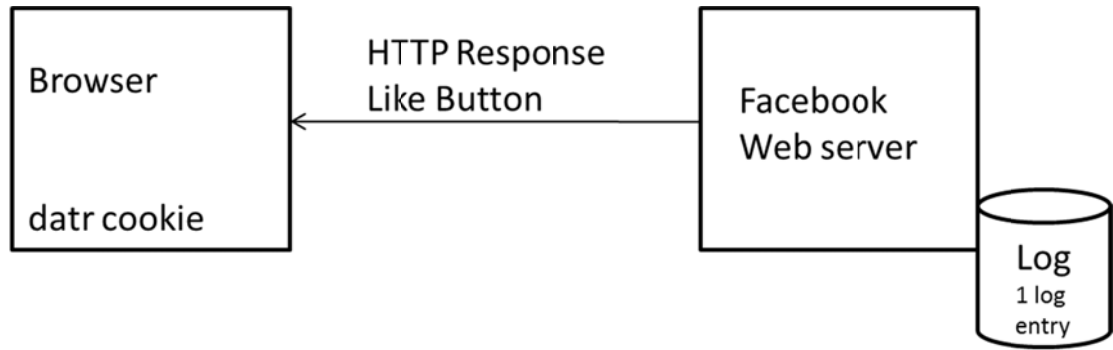 Browser
datr cookie
HTTP Response
Like Button
Facebook
Web server
Log
1 log
entry